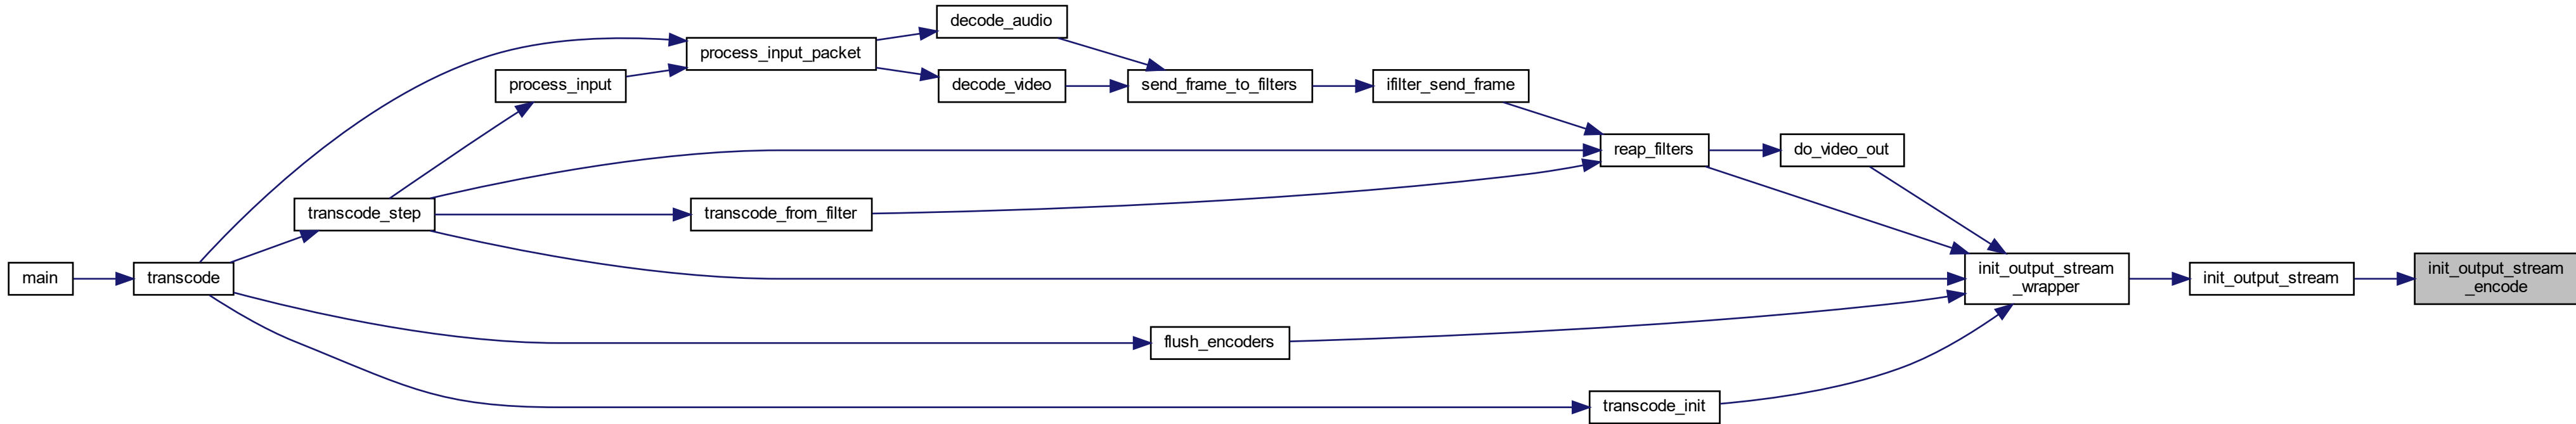 decode_audio
process_input_packet
process_input
decode_video
send_frame_to_filters
ifilter_send_frame
reap_filters
do_video_out
transcode_step
transcode_from_filter
main
transcode
init_output_stream
_wrapper
init_output_stream
init_output_stream
_encode
flush_encoders
transcode_init